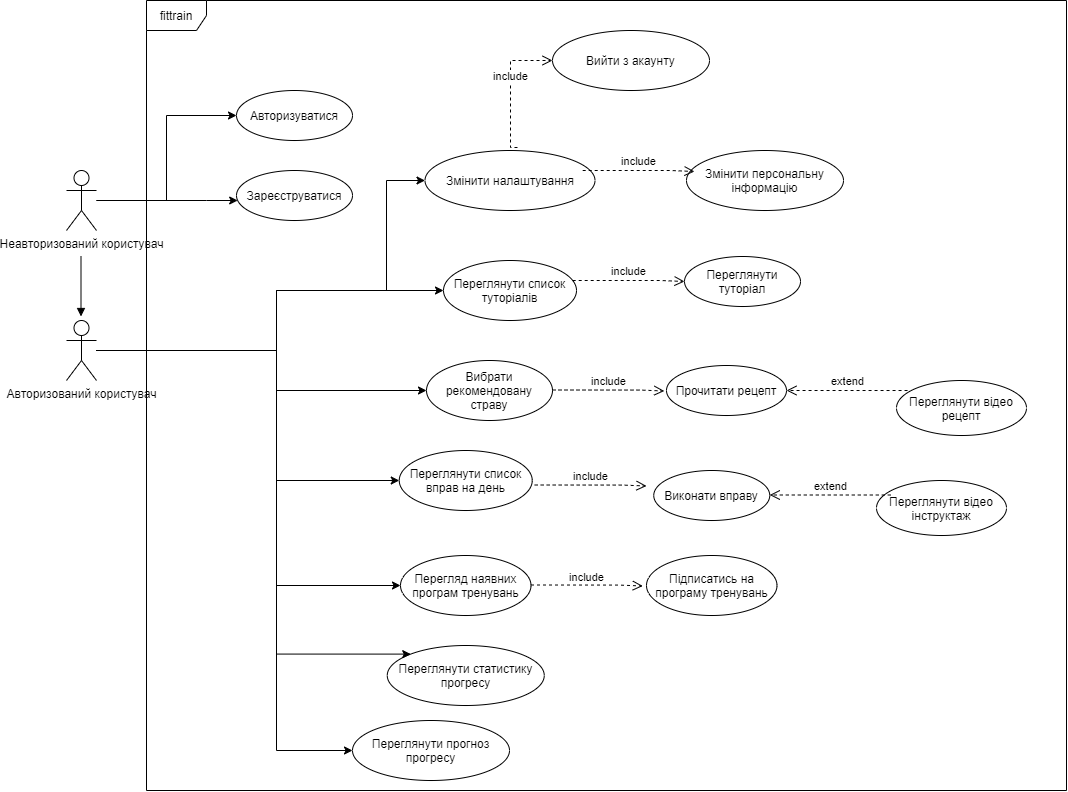 fittrain
Вийти з акаунту
include
Авторизуватися
Змінити налаштування
include
Змінити персональну
інформацію
Зареєструватися
Неавторизований користувач
Переглянути список
туторіалів
include
Переглянути
туторіал
Авторизований користувач
Вибрати
рекомендовану
страву
include
Прочитати рецепт
extend
Переглянути відео
рецепт
Переглянути список
вправ на день
include
Виконати вправу
extend
Переглянути відео
інструктаж
Перегляд наявних
програм тренувань
include
Підписатись на
програму тренувань
Переглянути статистику
прогресу
Переглянути прогноз
прогресу